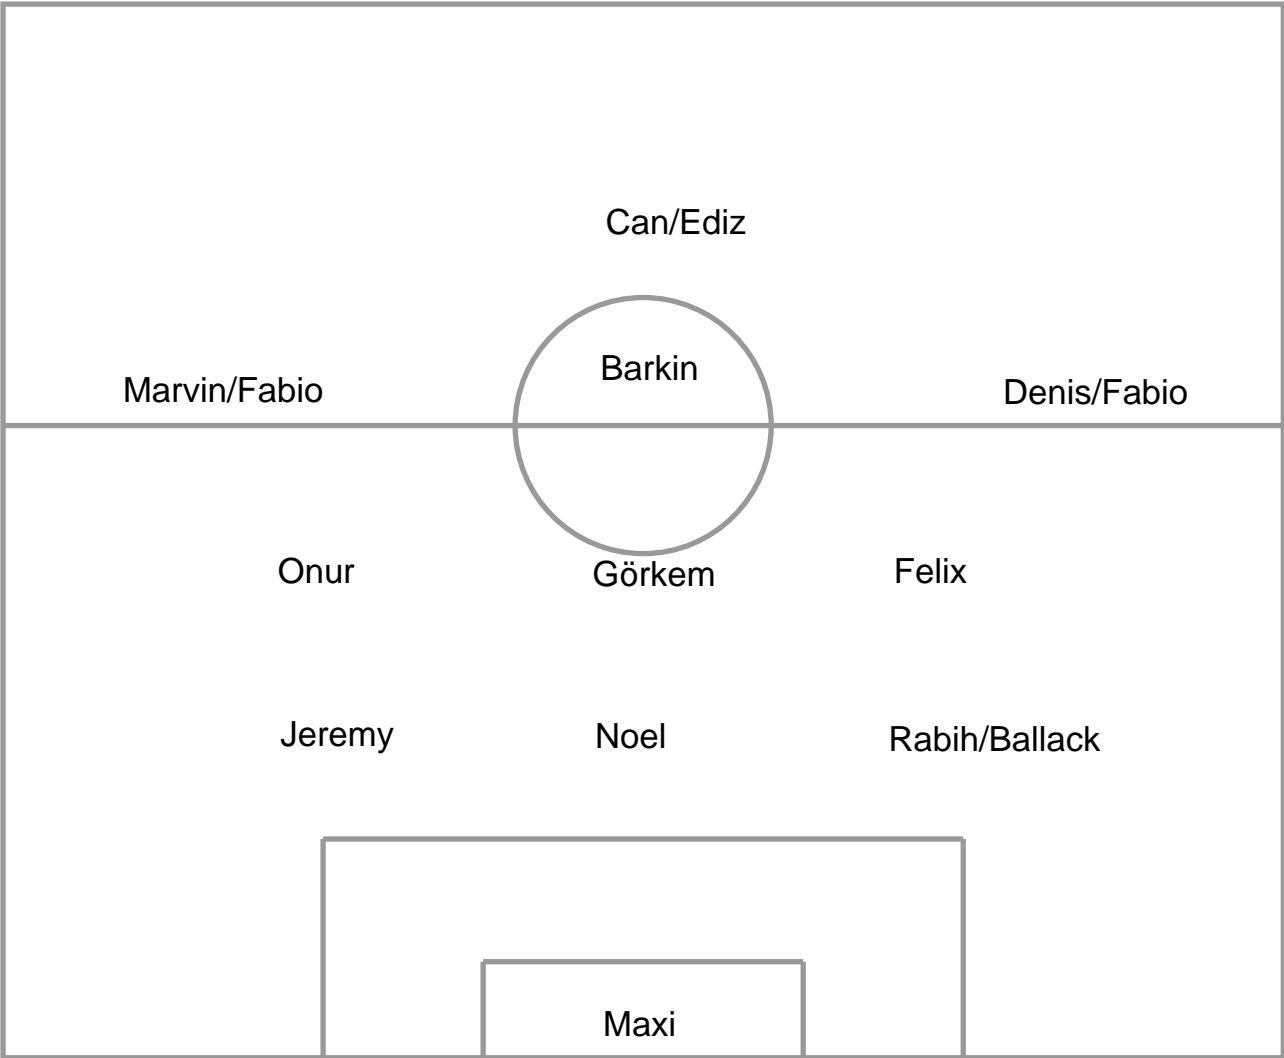 Can/Ediz
Barkin
Marvin/Fabio
Denis/Fabio
Onur
Görkem
Felix
Jeremy
Noel
Rabih/Ballack
Maxi